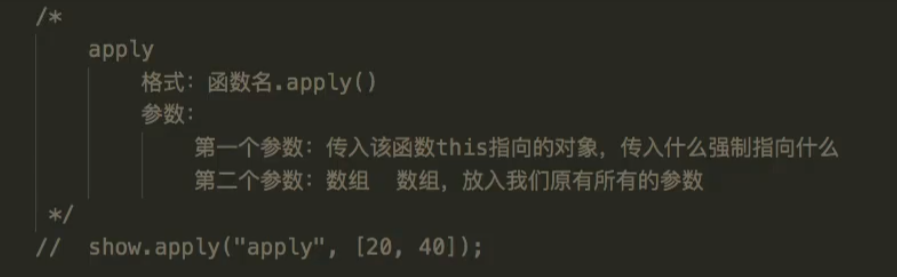 /*
apply
格式：函数名.apply()
参数：
第一个参数：传入该函数this指向的对象，传入什么强制指向什么
第二个参数：数组 数组，放入我们原有所有的参数
*/
// show.apply("apply", [20, 40]);